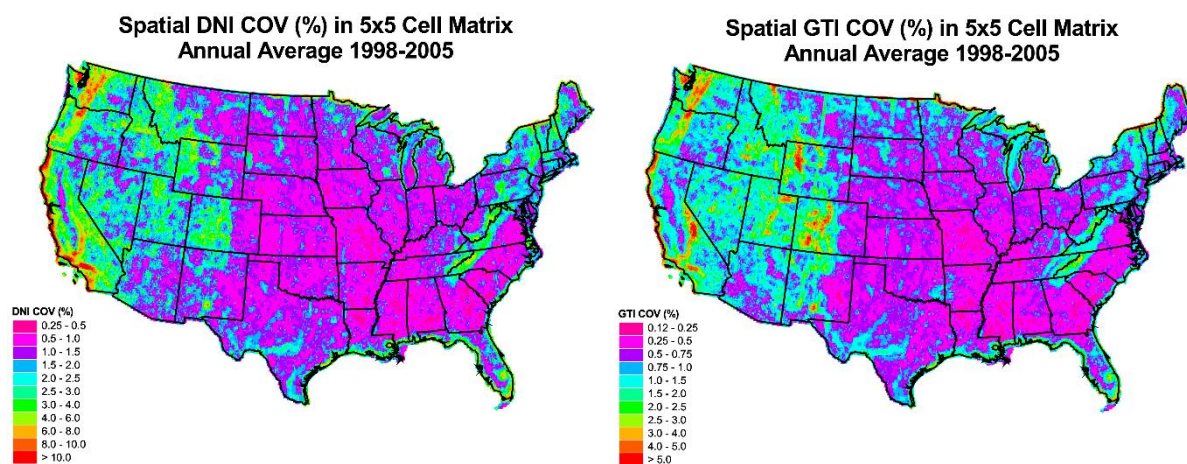 Spatial DNI COV (%) in 5x5 Cell Matrix
Annual Average 1998-2005
DNI COV (%)
0.25 - 0.5
0.5 - 1.0
1.0 - 1.5
1.5 - 2.0
2.0 - 2.5
2.5 - 3.0
3.0 - 4.0
4.0 - 6.0
6.0 - 8.0
8.0 - 10.0
> 10.0
Spatial GTI COV (%) in 5x5 Cell Matrix
Annual Average 1998-2005
GTI COV (%)
0.12 - 0.25
0.25 - 0.5
0.5 - 0.75
0.75 - 1.0
1.0 - 1.5
1.5 - 2.0
2.0 - 2.5
2.5 - 3.0
3.0 - 4.0
4.0 - 5.0
> 5.0